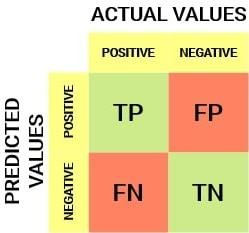 ACTUAL VALUES
POSITIVE NEGATIVE
PREDICTED
VALUES
POSITIVE
TP FP
NEGATIVE
FN TN